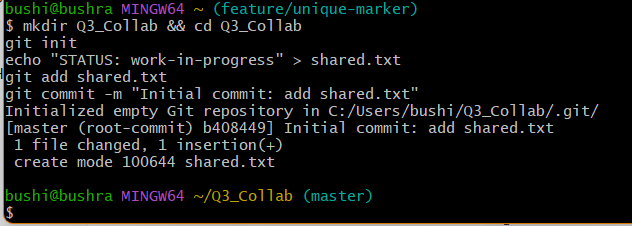 bushi@bushra MINGW64 ~ (feature/unique-marker)
$ mkdir Q3_Collab && cd Q3_Collab
git init
echo "STATUS: work-in-progress" > shared.txt
git add shared.txt
git commit -m "Initial commit: add shared.txt"
Initialized empty Git repository in C:/Users/bushi/Q3_Collab/.git/
[master (root-commit) b408449] Initial commit: add shared.txt
 1 file changed, 1 insertion(+)
 create mode 100644 shared.txt

bushi@bushra MINGW64 ~/Q3_Collab (master)
$